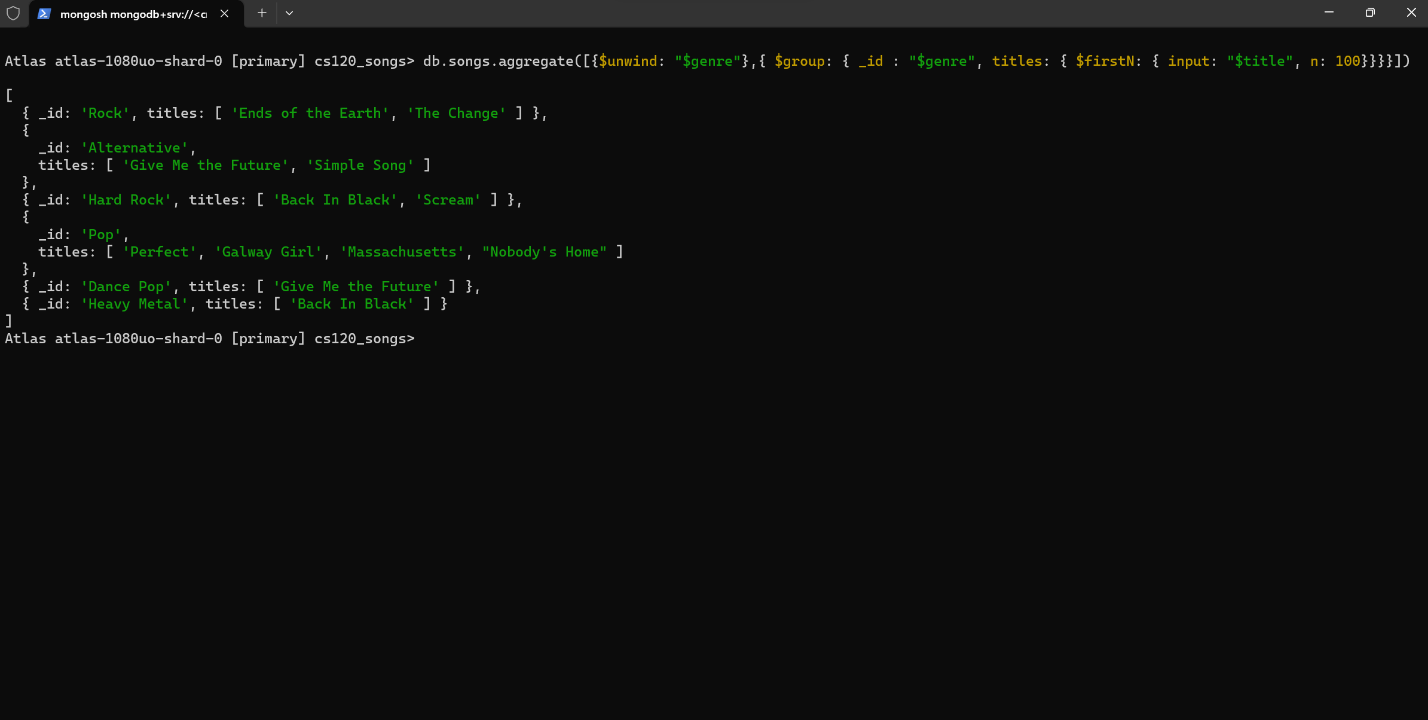 mongosh mongodb+srv://<c
Atlas atlas-1080uo-shard-0 [primary] cs120_songs> db.songs.aggregate([{$unwind: "$genre"},{ $group: { _id : "$genre", titles: { $firstN: { input: "$title", n: 100}}}}])
[
  { _id: 'Rock', titles: [ 'Ends of the Earth', 'The Change' ] },
  {
    _id: 'Alternative',
    titles: [ 'Give Me the Future', 'Simple Song' ]
  },
  { _id: 'Hard Rock', titles: [ 'Back In Black', 'Scream' ] },
  {
    _id: 'Pop',
    titles: [ 'Perfect', 'Galway Girl', 'Massachusetts', "Nobody's Home" ]
  },
  { _id: 'Dance Pop', titles: [ 'Give Me the Future' ] },
  { _id: 'Heavy Metal', titles: [ 'Back In Black' ] }
]
Atlas atlas-1080uo-shard-0 [primary] cs120_songs>